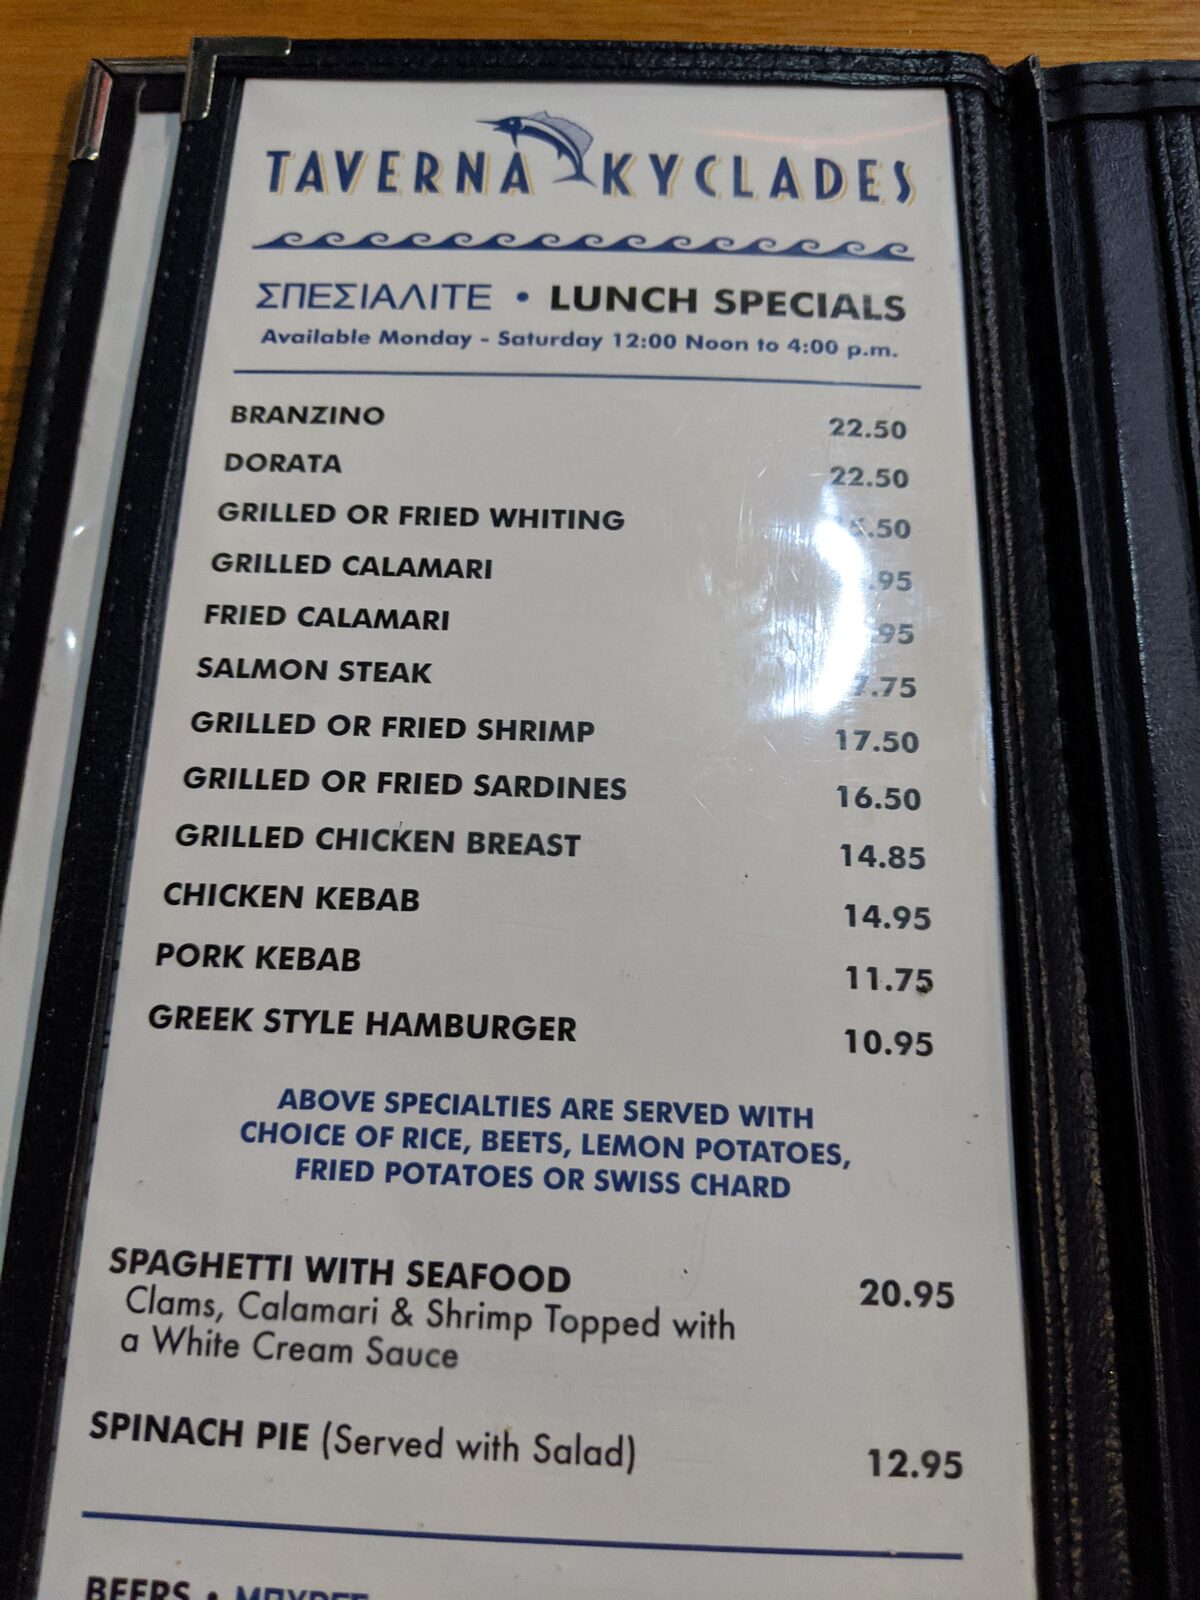 TAVERNA KYCLADES
ΣΠΕΣΙΑΛΙΤΕ • LUNCH SPECIALS
Available Monday - Saturday 12:00 Noon to 4:00 p.m.
BRANZINO 22.50
DORATA 22.50
GRILLED OR FRIED WHITING
GRILLED CALAMARI
FRIED CALAMARI
SALMON STEAK
GRILLED OR FRIED SHRIMP 17.50
GRILLED OR FRIED SARDINES 16.50
GRILLED CHICKEN BREAST 14.85
CHICKEN KEBAB 14.95
PORK KEBAB 11.75
GREEK STYLE HAMBURGER 10.95
ABOVE SPECIALTIES ARE SERVED WITH
CHOICE OF RICE, BEETS, LEMON POTATOES,
FRIED POTATOES OR SWISS CHARD
SPAGHETTI WITH SEAFOOD 20.95
Clams, Calamari & Shrimp Topped with
a White Cream Sauce
SPINACH PIE (Served with Salad) 12.95
BEERS • ΜΠΥΡΕΣ